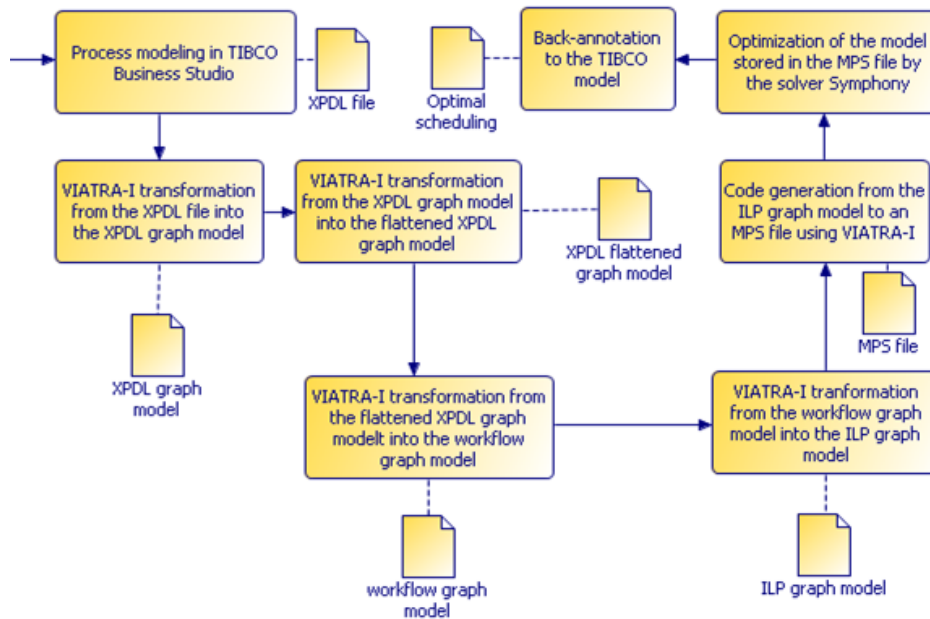 Process modeling in TIBCO
Business Studio
XPDL file
Optimal
scheduling
Back-annotation
to the TIBCO
model
Optimization of the model
stored in the MPS file by
the solver Symphony
VIATRA-I transformation
from the XPDL file into
the XPDL graph model
VIATRA-I transformation
from the XPDL graph model
into the flattened XPDL
graph model
XPDL flattened
graph model
Code generation from the
ILP graph model to an
MPS file using VIATRA-I
MPS file
XPDL graph
model
VIATRA-I transformation from
the flattened XPDL graph
modelt into the workflow
graph model
VIATRA-I tranformation
from the workflow graph
model into the ILP graph
model
workflow graph
model
ILP graph model